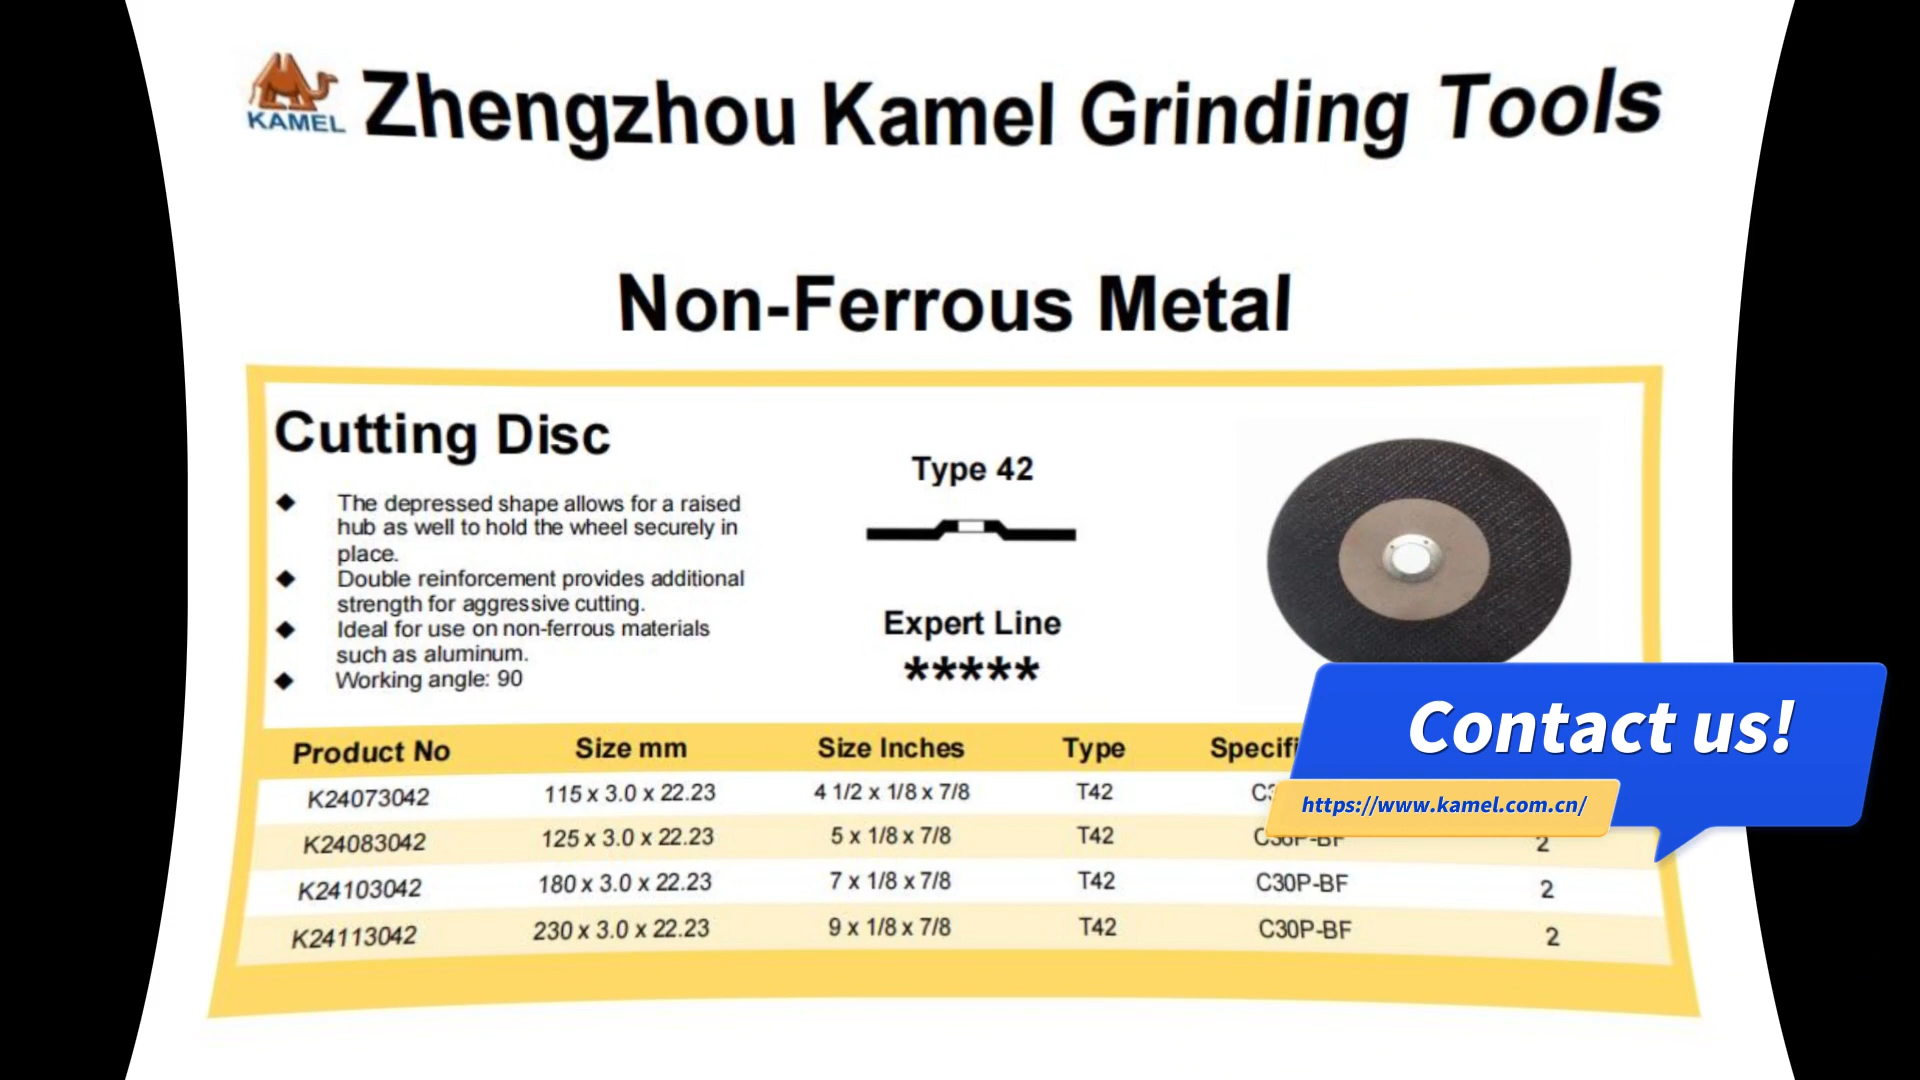 KAMEL
Zhengzhou Kamel Grinding Tools
Non-Ferrous Metal
Cutting Disc
◆ The depressed shape allows for a raised
hub as well to hold the wheel securely in
place.
◆ Double reinforcement provides additional
strength for aggressive cutting.
◆ Ideal for use on non-ferrous materials
such as aluminum.
◆ Working angle: 90
Type 42
Expert Line
*****
Contact us!
https://www.kamel.com.cn/
Product No Size mm Size Inches Type
K24073042 115 x 3.0 x 22.23 4 1/2 x 1/8 x 7/8 T42
K24083042 125 x 3.0 x 22.23 5 x 1/8 x 7/8 T42 2
K24103042 180 x 3.0 x 22.23 7 x 1/8 x 7/8 T42 C30P-BF 2
K24113042 230 x 3.0 x 22.23 9 x 1/8 x 7/8 T42 C30P-BF 2